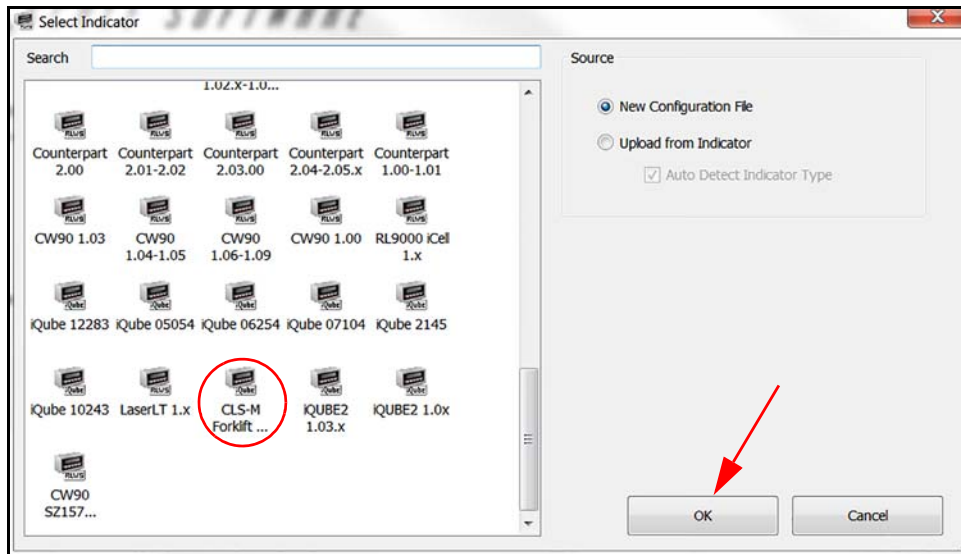 Select Indicator
SOFTWARE
Search
Source
1.02.x-1.0...
New Configuration File
Upload from Indicator
Auto Detect Indicator Type
Counterpart 2.00
Counterpart 2.01-2.02
Counterpart 2.03.00
Counterpart 2.04-2.05.x
Counterpart 1.00-1.01
CW90 1.03
CW90 1.04-1.05
CW90 1.06-1.09
CW90 1.00
RL9000 iCell 1.x
iQube 12283
iQube 05054
iQube 06254
iQube 07104
iQube 2145
iQube 10243
LaserLT 1.x
CLS-M Forklift ...
iQUBE2 1.03.x
iQUBE2 1.0x
CW90 SZ157...
OK
Cancel